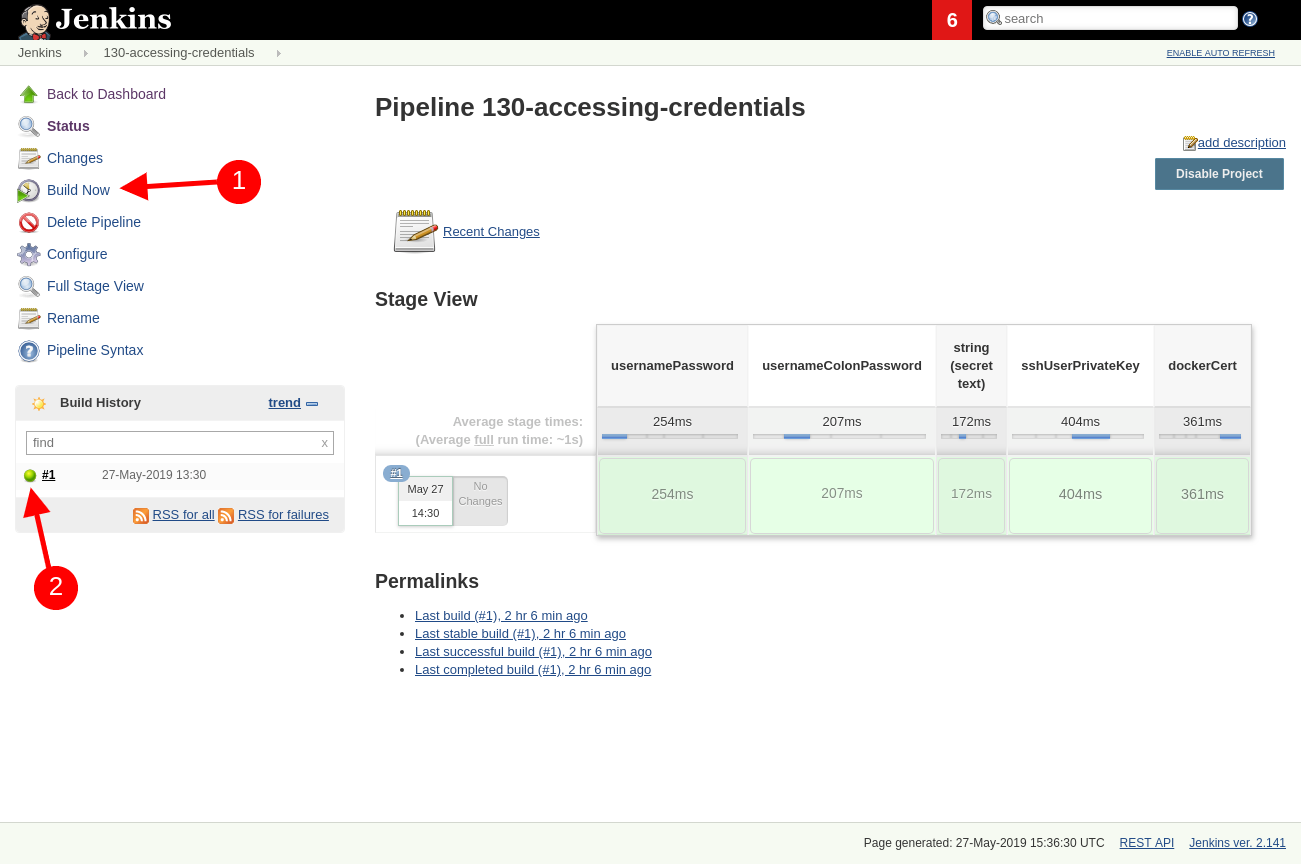 Jenkins
6
search
Jenkins
130-accessing-credentials
ENABLE AUTO REFRESH
Back to Dashboard
Status
Changes
Build Now
1
Delete Pipeline
Configure
Full Stage View
Rename
Pipeline Syntax
Build History
trend
find
x
#1
27-May-2019 13:30
RSS for all
RSS for failures
2
Pipeline 130-accessing-credentials
add description
Disable Project
Recent Changes
Stage View
usernamePassword
usernameColonPassword
string
(secret
text)
sshUserPrivateKey
dockerCert
Average stage times:
(Average full run time: ~1s)
254ms
207ms
172ms
404ms
361ms
#1
May 27
14:30
No
Changes
254ms
207ms
172ms
404ms
361ms
Permalinks
Last build (#1), 2 hr 6 min ago
Last stable build (#1), 2 hr 6 min ago
Last successful build (#1), 2 hr 6 min ago
Last completed build (#1), 2 hr 6 min ago
Page generated: 27-May-2019 15:36:30 UTC
REST API
Jenkins ver. 2.141